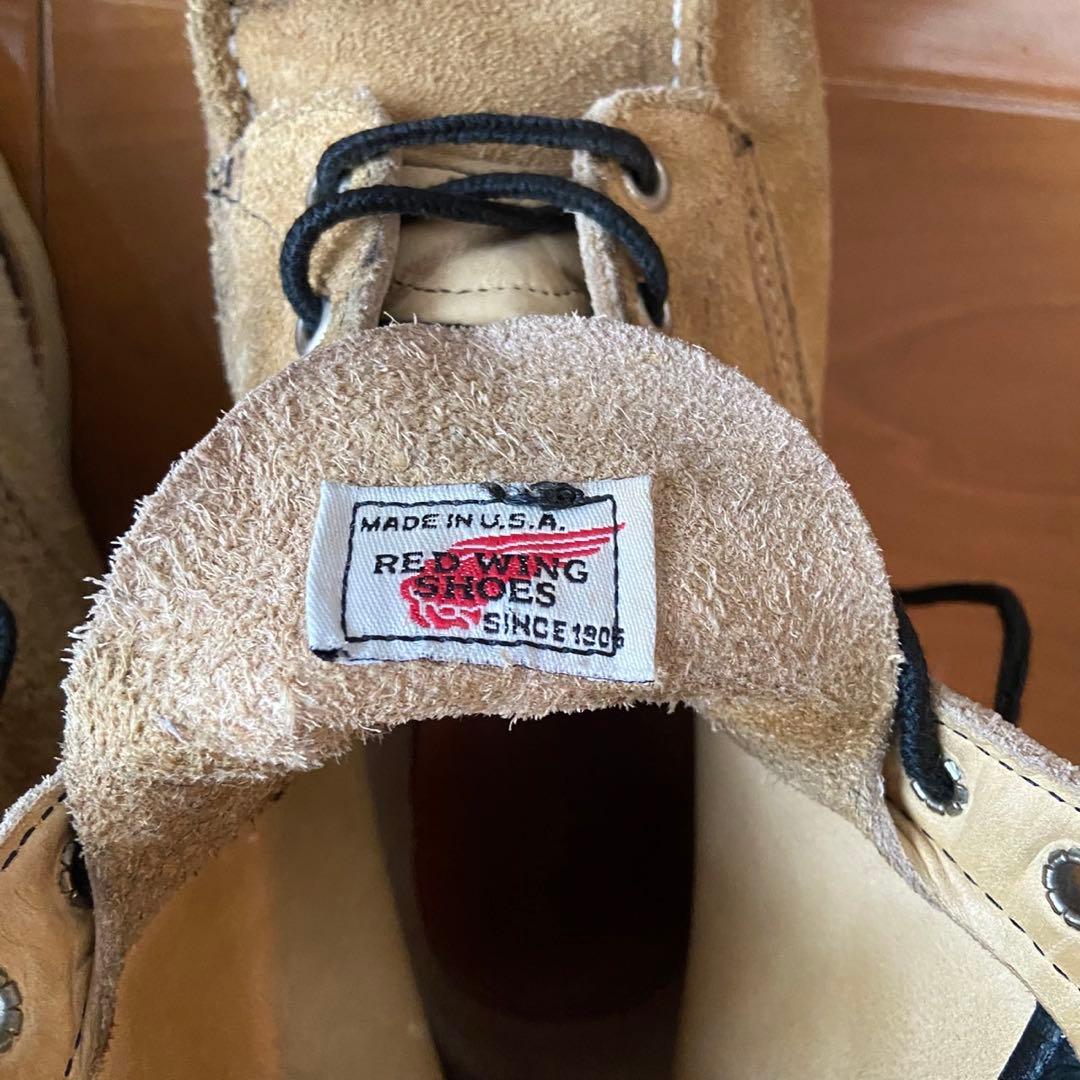 MADE IN U.S.A.
RED WING
SHOES
SINCE 1905